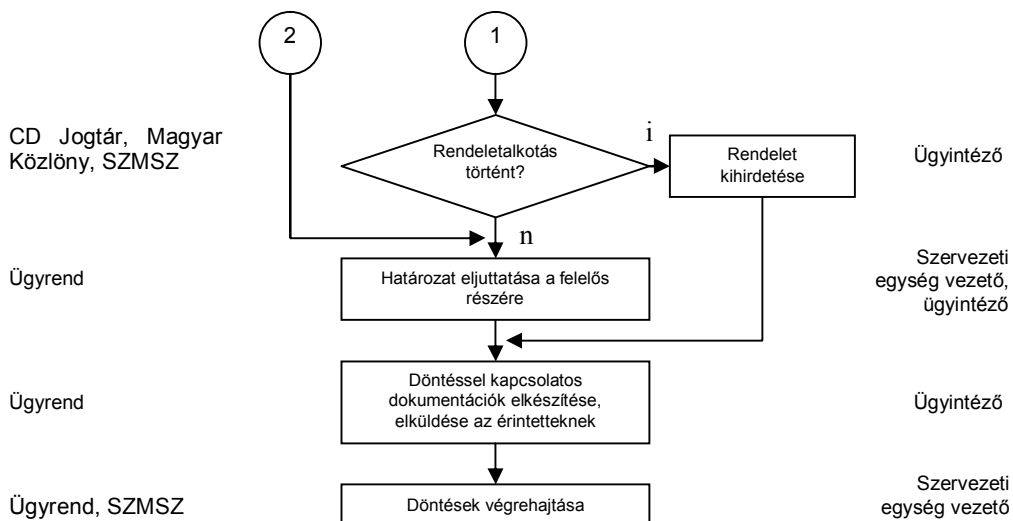 2
1
CD Jogtár, Magyar
Közlöny, SZMSZ
Rendeletalkotás
történt?
i
Rendelet
kihirdetése
Ügyintéző
n
Ügyrend
Határozat eljuttatása a felelős
részére
Szervezeti
egység vezető,
ügyintéző
Ügyrend
Döntéssel kapcsolatos
dokumentációk elkészítése,
elküldése az érintetteknek
Ügyintéző
Ügyrend, SZMSZ
Döntések végrehajtása
Szervezeti
egység vezető